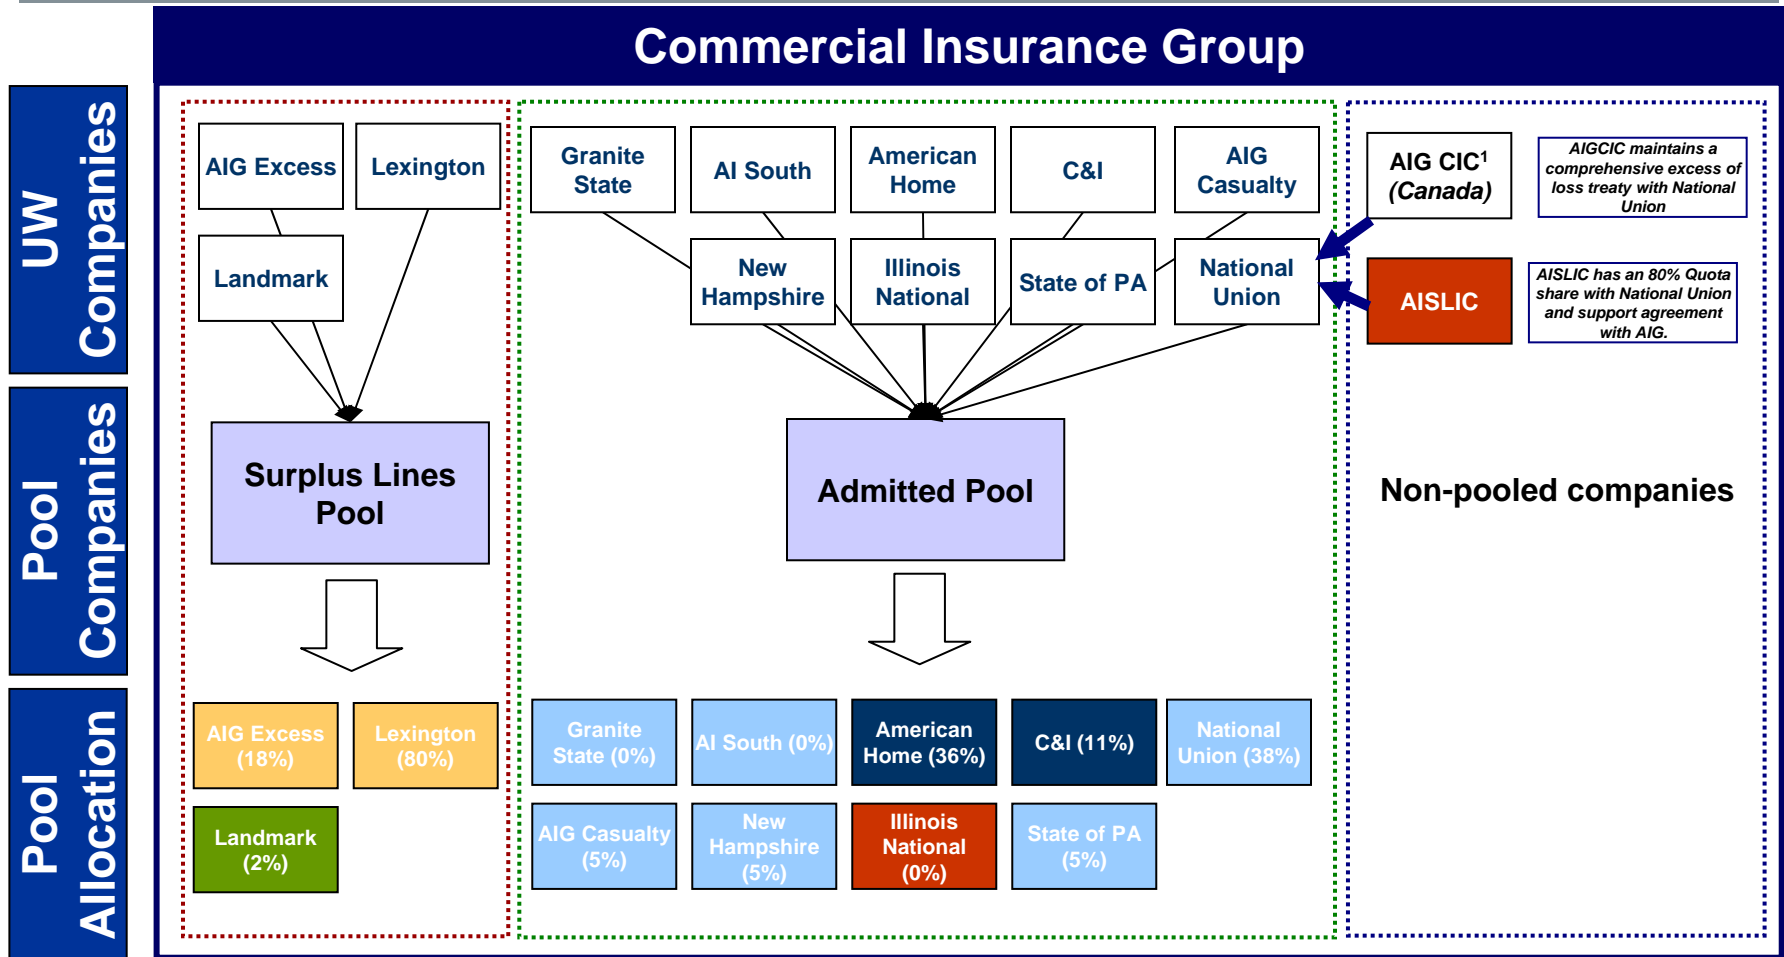 Commercial Insurance Group
UW
Companies
AIG Excess
Lexington
Landmark
Granite
State
AI South
American
Home
C&I
AIG
Casualty
New
Hampshire
Illinois
National
State of PA
National
Union
AIG CIC¹
(Canada)
AIGCIC maintains a
comprehensive excess of
loss treaty with National
Union
AISLIC
AISLIC has an 80% Quota
share with National Union
and support agreement
with AIG.
Pool
Companies
Surplus Lines
Pool
Admitted Pool
Non-pooled companies
Pool
Allocation
AIG Excess
(18%)
Lexington
(80%)
Landmark
(2%)
Granite
State (0%)
AI South (0%)
American
Home (36%)
C&I (11%)
National
Union (38%)
AIG Casualty
(5%)
New
Hampshire
(5%)
Illinois
National
(0%)
State of PA
(5%)